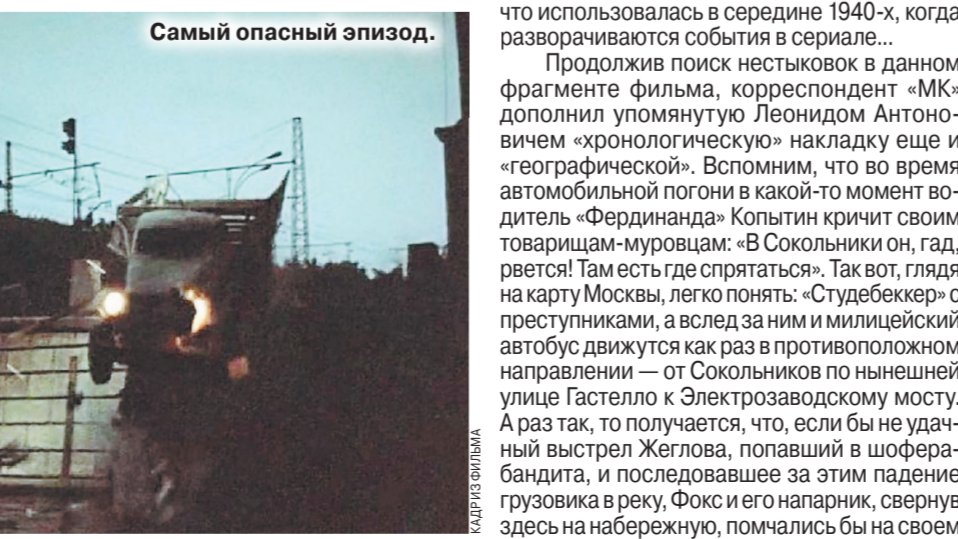 Самый опасный эпизод.
КАДР ИЗ ФИЛЬМА
что использовалась в середине 1940-х, когда
разворачиваются события в сериале...
Продолжив поиск нестыковок в данном
фрагменте фильма, корреспондент «МК»
дополнил упомянутую Леонидом Антоно-
вичем «хронологическую» накладку еще и
«географической». Вспомним, что во время
автомобильной погони в какой-то момент во-
дитель «Фердинанда» Копытин кричит своим
товарищам-муровцам: «В Сокольники он, гад,
рвется! Там есть где спрятаться». Так вот, глядя
на карту Москвы, легко понять: «Студебеккер» с
преступниками, а вслед за ним и милицейский
автобус движутся как раз в противоположном
направлении — от Сокольников по нынешней
улице Гастелло к Электрозаводскому мосту.
А раз так, то получается, что, если бы не удач-
ный выстрел Жеглова, попавший в шофера-
бандита, и последовавшее за этим падение
грузовика в реку, Фокс и его напарник, свернув
здесь на набережную, помчались бы на своем